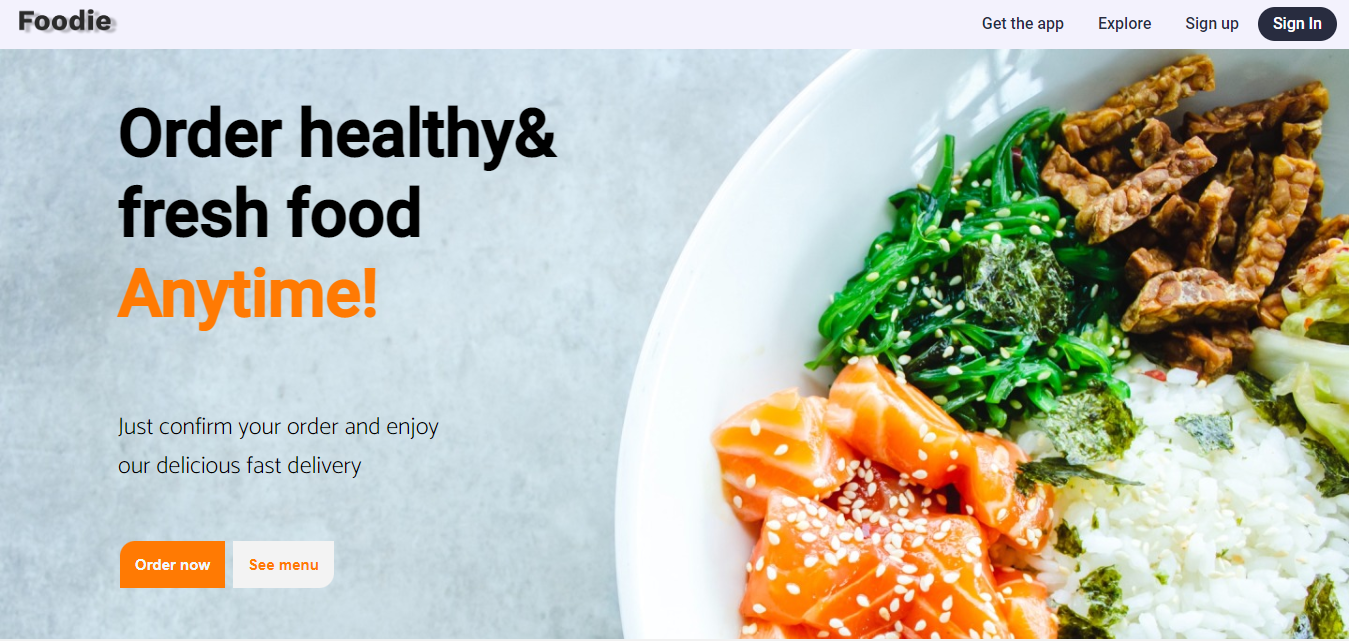 Foodie
Get the app Explore Sign up Sign In
Order healthy&
fresh food
Anytime!
Just confirm your order and enjoy
our delicious fast delivery
Order now See menu